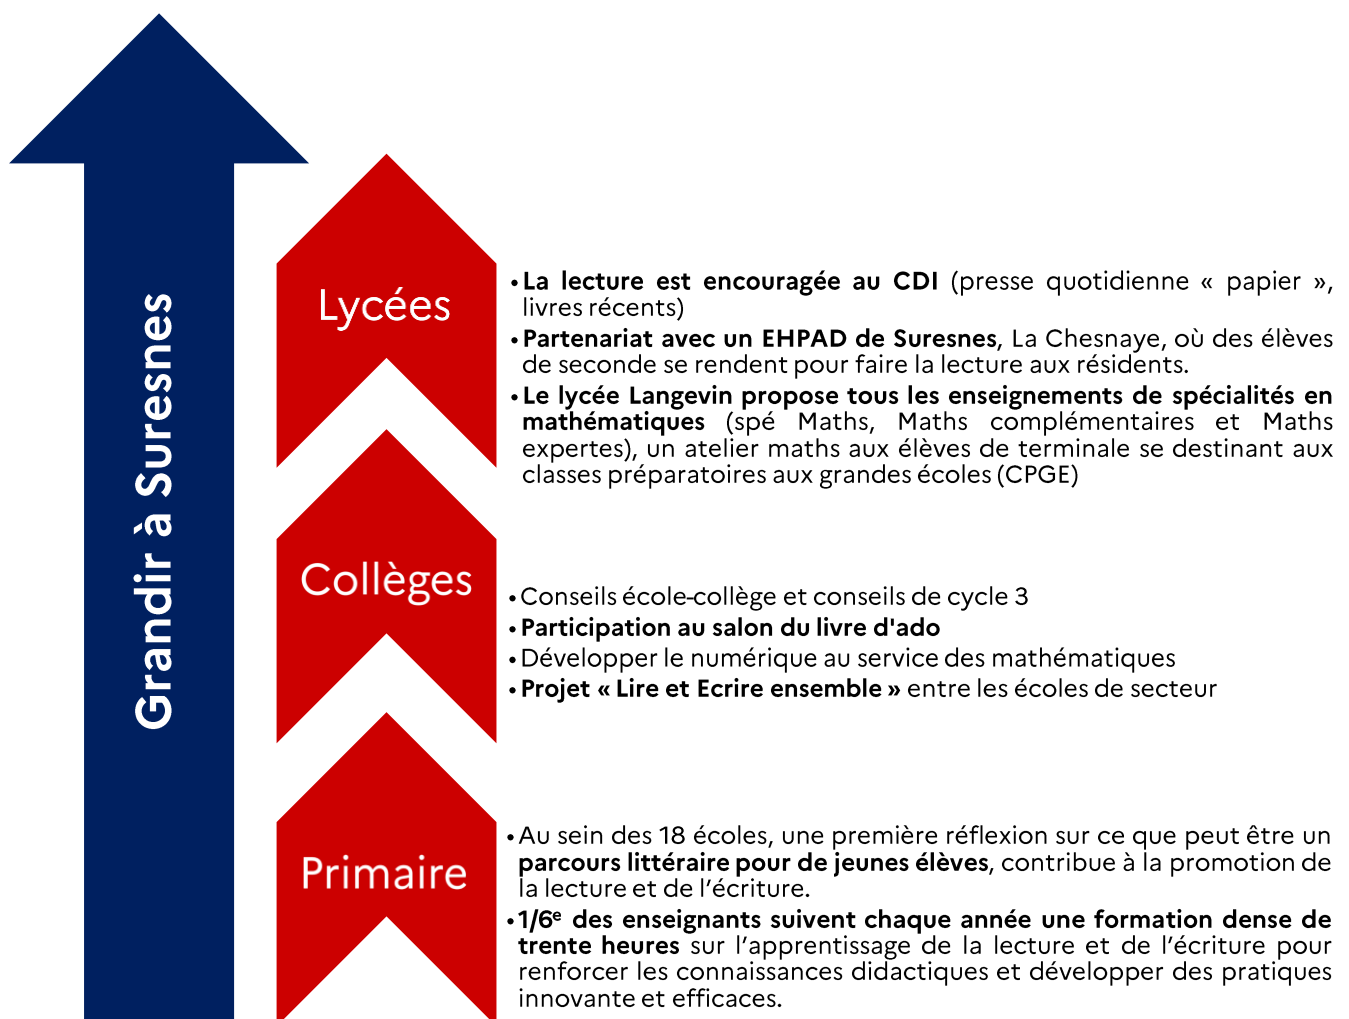 Grandir à Suresnes
Lycées
• La lecture est encouragée au CDI (presse quotidienne « papier »,
livres récents)
• Partenariat avec un EHPAD de Suresnes, La Chesnaye, où des élèves
de seconde se rendent pour faire la lecture aux résidents.
• Le lycée Langevin propose tous les enseignements de spécialités en
mathématiques (spé Maths, Maths complémentaires et Maths
expertes), un atelier maths aux élèves de terminale se destinant aux
classes préparatoires aux grandes écoles (CPGE)
Collèges
• Conseils école-collège et conseils de cycle 3
• Participation au salon du livre d'ado
• Développer le numérique au service des mathématiques
• Projet « Lire et Ecrire ensemble » entre les écoles de secteur
Primaire
• Au sein des 18 écoles, une première réflexion sur ce que peut être un
parcours littéraire pour de jeunes élèves, contribue à la promotion de
la lecture et de l’écriture.
• 1/6ᵉ des enseignants suivent chaque année une formation dense de
trente heures sur l’apprentissage de la lecture et de l’écriture pour
renforcer les connaissances didactiques et développer des pratiques
innovante et efficaces.